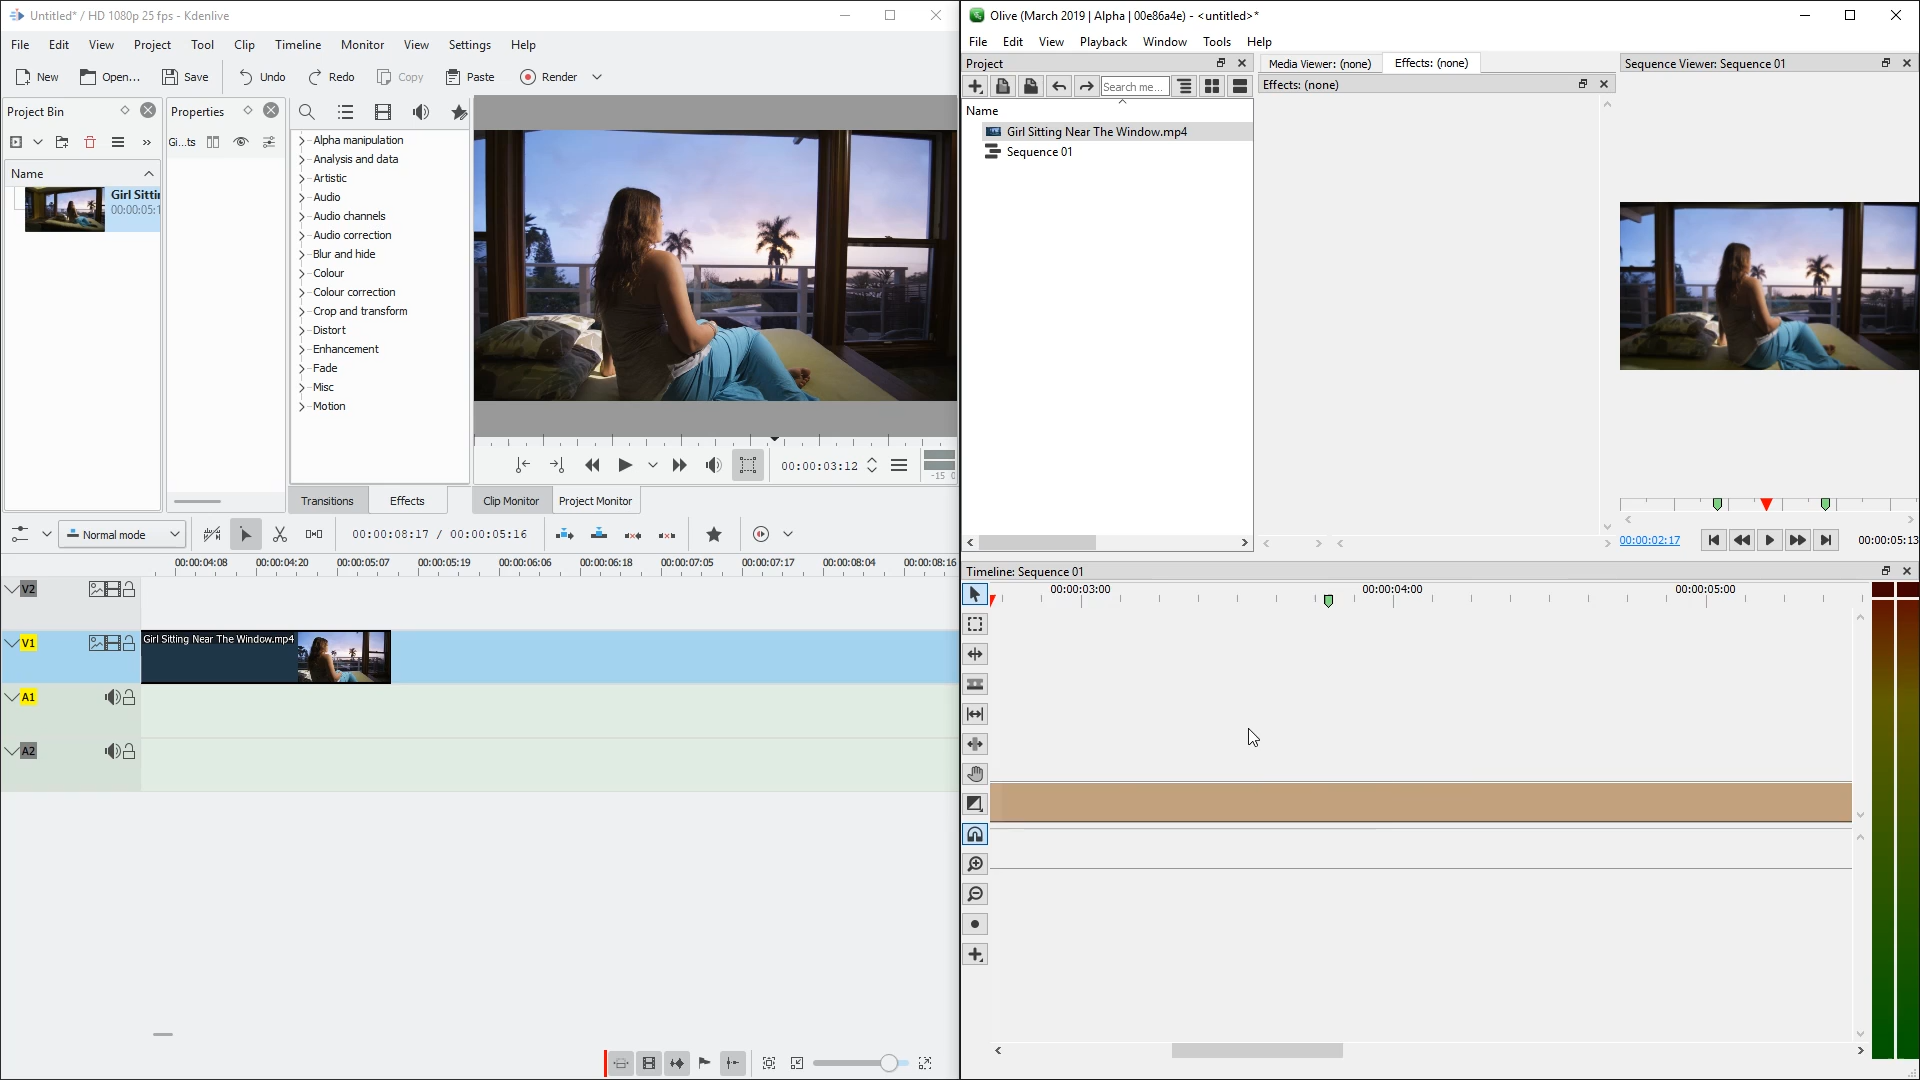 Untitled* / HD 1080p 25 fps - Kdenlive
File Edit View Project Tool Clip Timeline Monitor View Settings Help
New Open... Save Undo Redo Copy Paste Render
Project Bin
Properties
Gi...ts
Name
Girl Sittin
00:00:05:1
Alpha manipulation
Analysis and data
Artistic
Audio
Audio channels
Audio correction
Blur and hide
Colour
Colour correction
Crop and transform
Distort
Enhancement
Fade
Misc
Motion
00:00:03:12
-15 0
Transitions Effects
Clip Monitor Project Monitor
Normal mode
00:00:08:17 / 00:00:05:16
00:00:04:08 00:00:04:20 00:00:05:07 00:00:05:19 00:00:06:06 00:00:06:18 00:00:07:05 00:00:07:17 00:00:08:04 00:00:08:16
V2
V1
Girl Sitting Near The Window.mp4
A1
A2
Olive (March 2019 | Alpha | 00e86a4e) - <untitled>*
File Edit View Playback Window Tools Help
Project
Search me...
Name
Girl Sitting Near The Window.mp4
Sequence 01
Media Viewer: (none) Effects: (none)
Effects: (none)
Sequence Viewer: Sequence 01
00:00:02:17
00:00:05:13
Timeline: Sequence 01
00:00:03:00 00:00:04:00 00:00:05:00